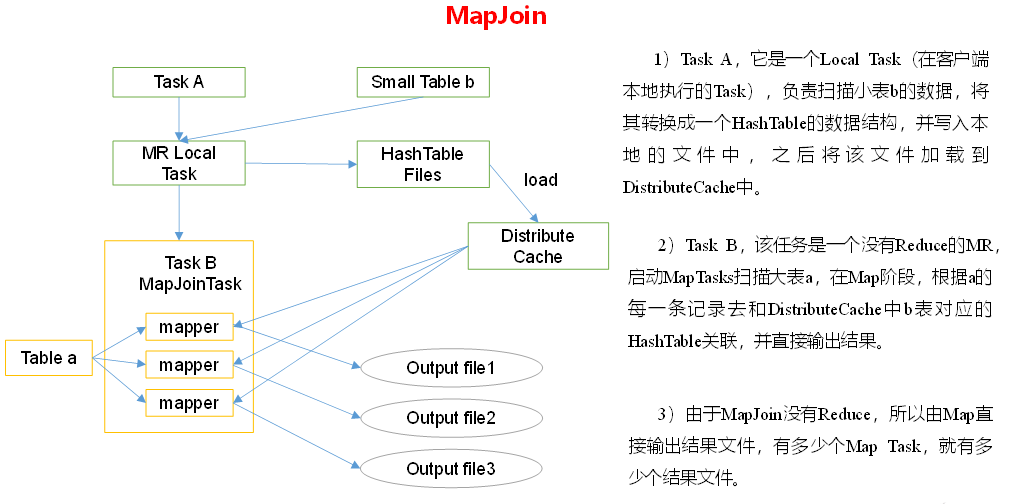 MapJoin
Task A
Small Table b
MR Local
Task
HashTable
Files
load
Distribute
Cache
Task B
MapJoinTask
mapper
mapper
mapper
Table a
Output file1
Output file2
Output file3
1）Task A，它是一个Local Task（在客户端
本地执行的Task），负责扫描小表b的数据，将
其转换成一个HashTable的数据结构，并写入本
地的文件中，之后将该文件加载到
DistributeCache中。
2）Task B，该任务是一个没有Reduce的MR，
启动MapTasks扫描大表a，在Map阶段，根据a的
每一条记录去和DistributeCache中b表对应的
HashTable关联，并直接输出结果。
3）由于MapJoin没有Reduce，所以由Map直
接输出结果文件，有多少个Map Task，就有多
少个结果文件。